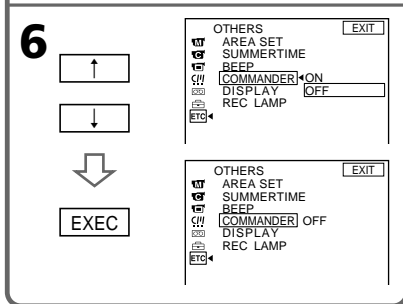 6
↑
↓
EXEC
OTHERS EXIT
AREA SET
SUMMERTIME
BEEP
COMMANDER ON
DISPLAY OFF
REC LAMP
ETC
OTHERS EXIT
AREA SET
SUMMERTIME
BEEP
COMMANDER OFF
DISPLAY
REC LAMP
ETC